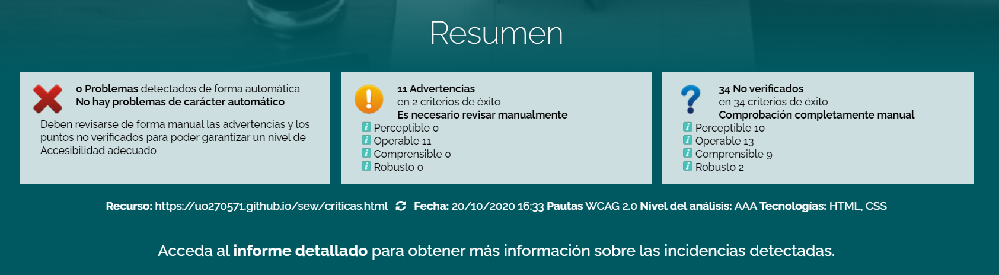 Resumen
0 Problemas detectados de forma automática
No hay problemas de carácter automático
Deben revisarse de forma manual las advertencias y los
puntos no verificados para poder garantizar un nivel de
Accesibilidad adecuado
11 Advertencias
en 2 criterios de éxito
Es necesario revisar manualmente
Perceptible 0
Operable 11
Comprensible 0
Robusto 0
34 No verificados
en 34 criterios de éxito
Comprobación completamente manual
Perceptible 10
Operable 13
Comprensible 9
Robusto 2
Recurso: https://uo270571.github.io/sew/criticas.html Fecha: 20/10/2020 16:33 Pautas WCAG 2.0 Nivel del análisis: AAA Tecnologías: HTML, CSS
Acceda al informe detallado para obtener más información sobre las incidencias detectadas.